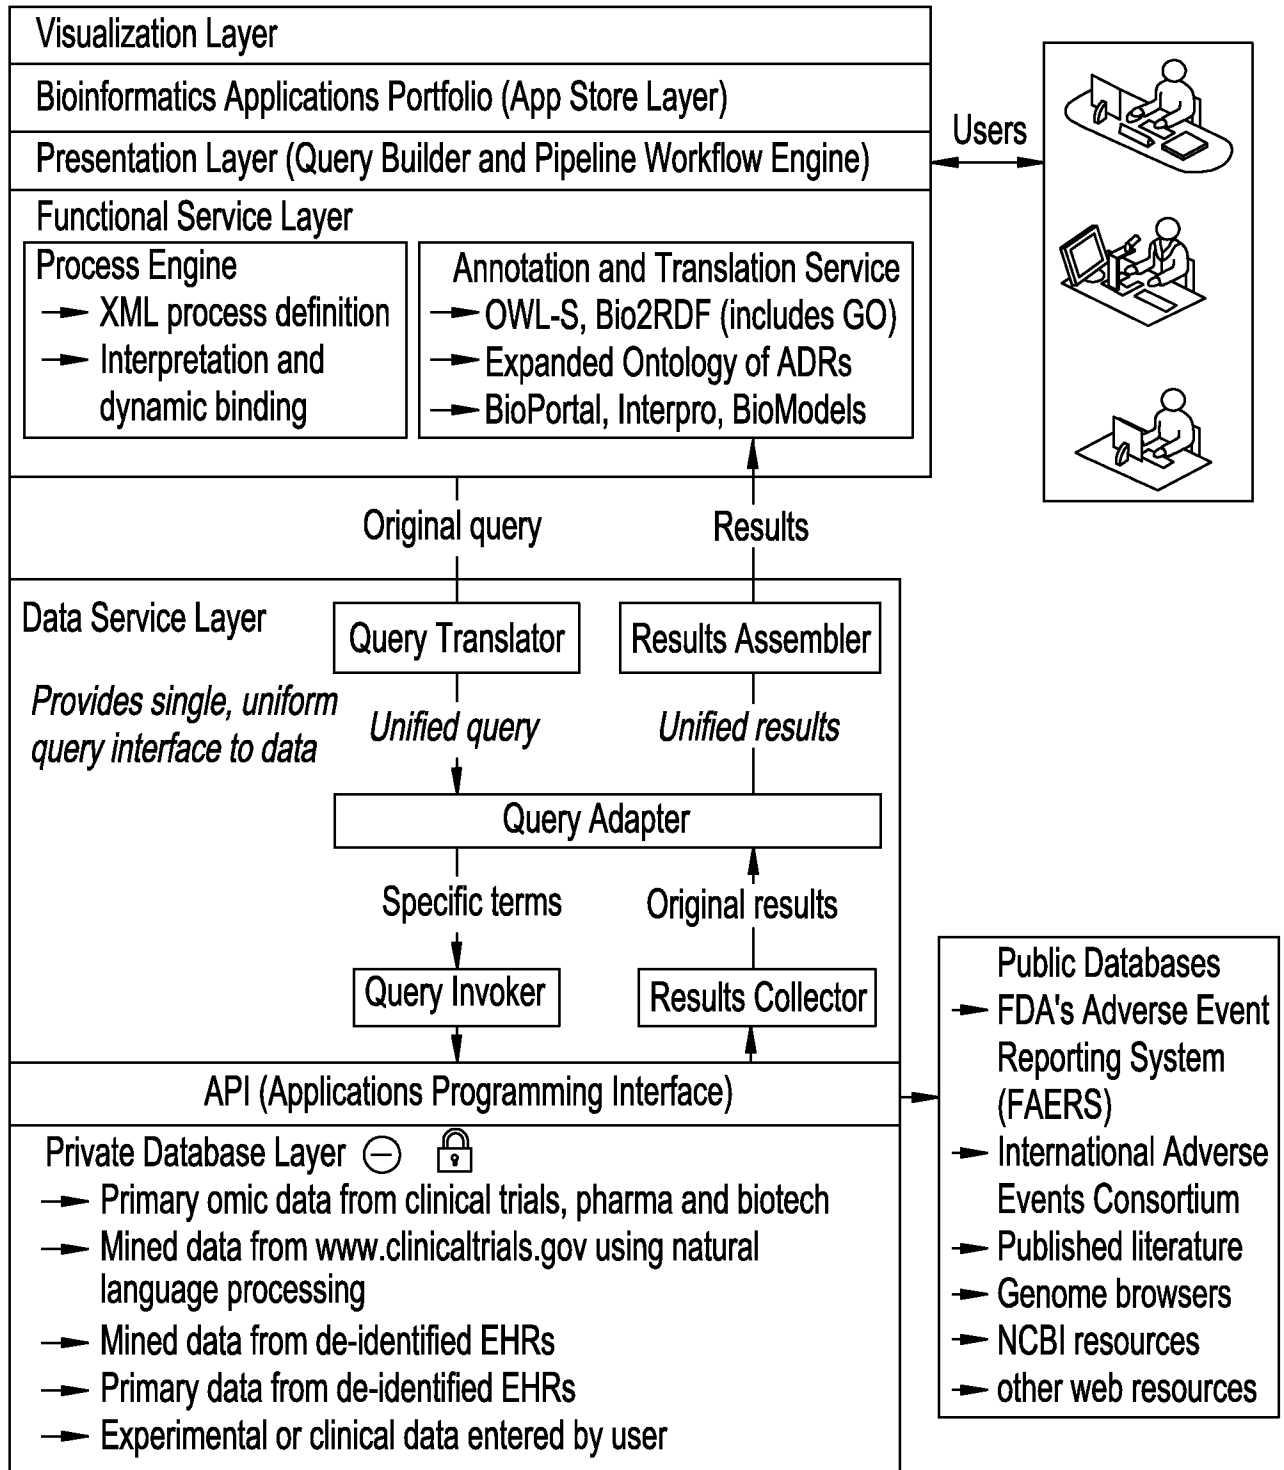 Visualization Layer
Bioinformatics Applications Portfolio (App Store Layer)
Presentation Layer (Query Builder and Pipeline Workflow Engine)
Users
Functional Service Layer
Process Engine
XML process definition
Interpretation and
dynamic binding
Annotation and Translation Service
OWL-S, Bio2RDF (includes GO)
Expanded Ontology of ADRs
BioPortal, Interpro, BioModels
Original query
Results
Data Service Layer
Provides single, uniform
query interface to data
Query Translator
Results Assembler
Unified query
Unified results
Query Adapter
Specific terms
Original results
Query Invoker
Results Collector
API (Applications Programming Interface)
Private Database Layer
Primary omic data from clinical trials, pharma and biotech
Mined data from www.clinicaltrials.gov using natural
language processing
Mined data from de-identified EHRs
Primary data from de-identified EHRs
Experimental or clinical data entered by user
Public Databases
FDA's Adverse Event
Reporting System
(FAERS)
International Adverse
Events Consortium
Published literature
Genome browsers
NCBI resources
other web resources